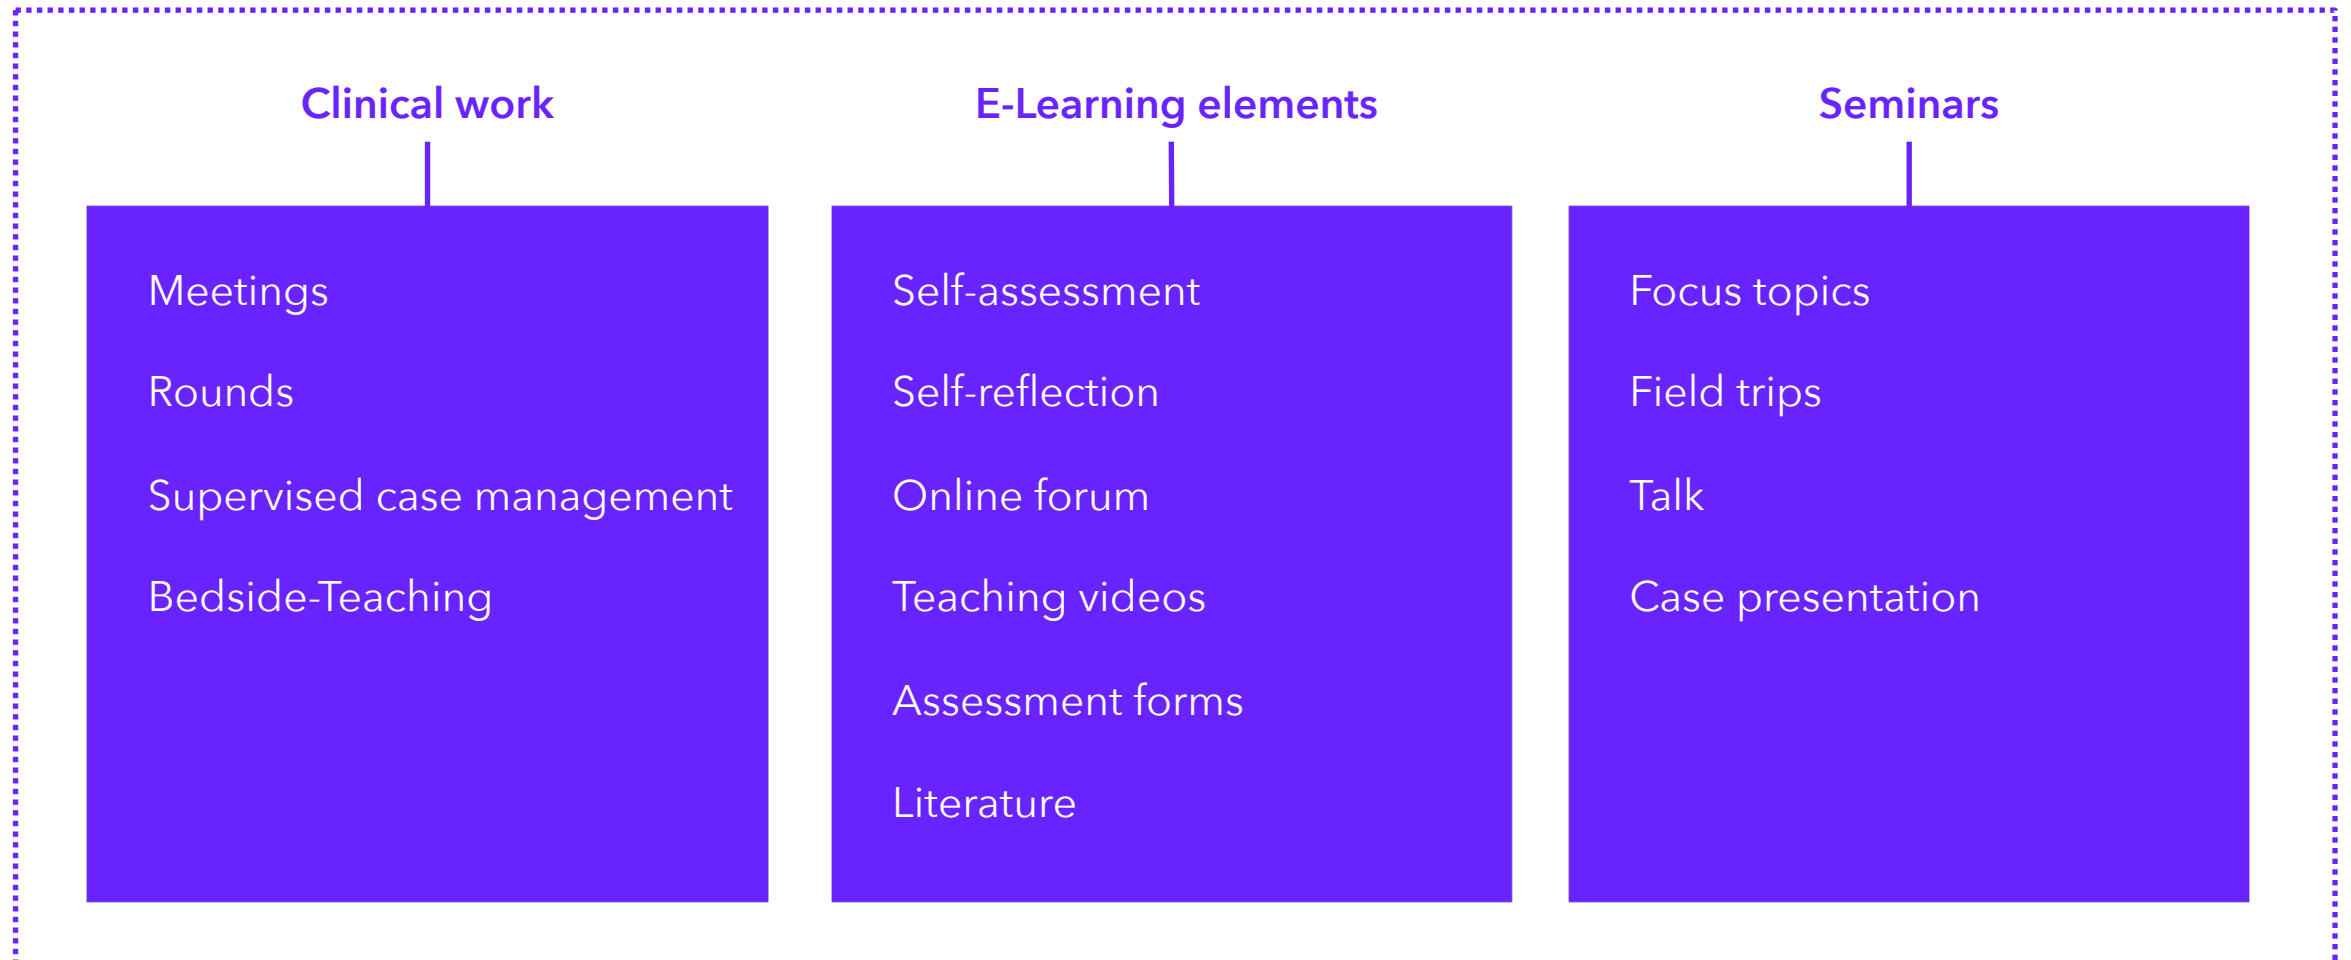 Clinical work
Meetings
Rounds
Supervised case management
Bedside-Teaching
E-Learning elements
Self-assessment
Self-reflection
Online forum
Teaching videos
Assessment forms
Literature
Seminars
Focus topics
Field trips
Talk
Case presentation